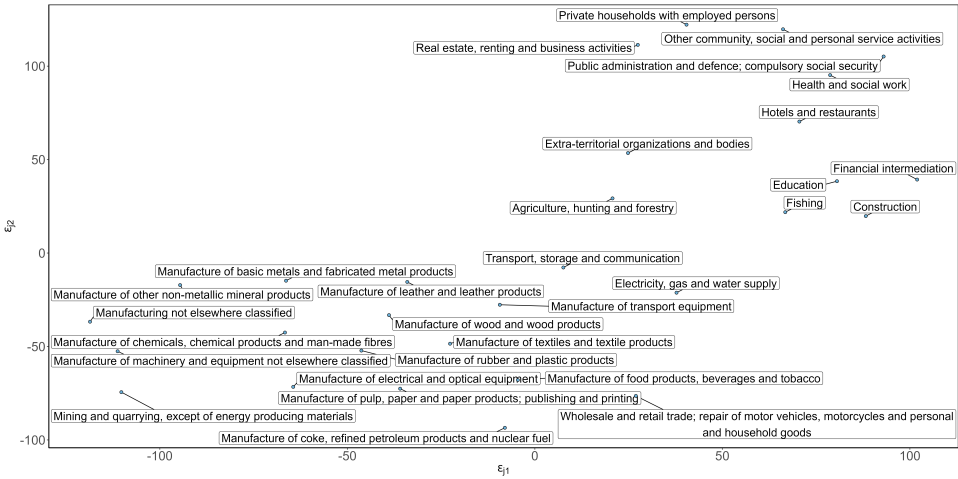 Private households with employed persons
Other community, social and personal service activities
Real estate, renting and business activities
100
Public administration and defence; compulsory social security
Health and social work
Hotels and restaurants
50
Extra-territorial organizations and bodies
Financial intermediation
Education
Fishing
Construction
Agriculture, hunting and forestry
εj2
0
Transport, storage and communication
Manufacture of basic metals and fabricated metal products
Electricity, gas and water supply
Manufacture of other non-metallic mineral products
Manufacture of leather and leather products
Manufacturing not elsewhere classified
Manufacture of transport equipment
Manufacture of wood and wood products
-50
Manufacture of chemicals, chemical products and man-made fibres
Manufacture of textiles and textile products
Manufacture of machinery and equipment not elsewhere classified
Manufacture of rubber and plastic products
Manufacture of electrical and optical equipment
Manufacture of food products, beverages and tobacco
Manufacture of pulp, paper and paper products; publishing and printing
Mining and quarrying, except of energy producing materials
Wholesale and retail trade; repair of motor vehicles, motorcycles and personal
and household goods
Manufacture of coke, refined petroleum products and nuclear fuel
-100
-100
-50
0
50
100
εj1